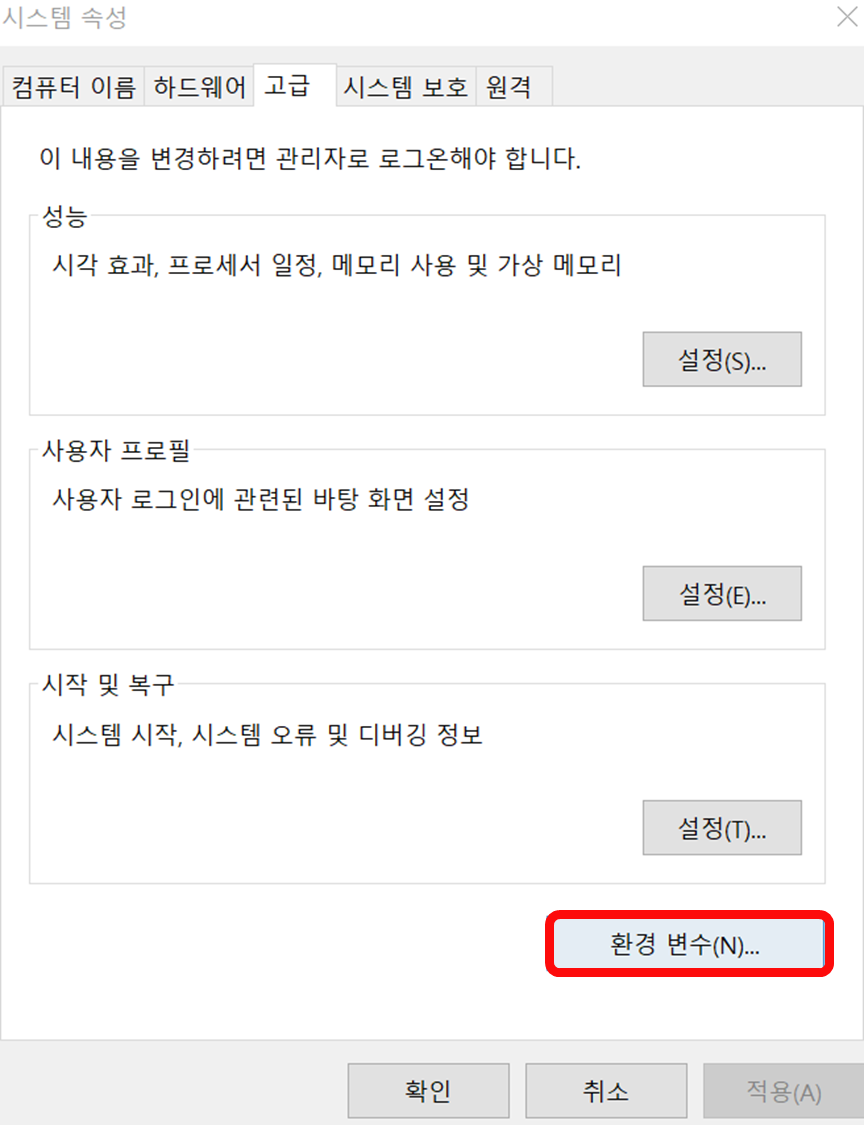 시스템 속성
컴퓨터 이름 하드웨어 고급 시스템 보호 원격
이 내용을 변경하려면 관리자로 로그온해야 합니다.
성능
시각 효과, 프로세서 일정, 메모리 사용 및 가상 메모리
설정(S)...
사용자 프로필
사용자 로그인에 관련된 바탕 화면 설정
설정(E)...
시작 및 복구
시스템 시작, 시스템 오류 및 디버깅 정보
설정(T)...
환경 변수(N)...
확인 취소 적용(A)